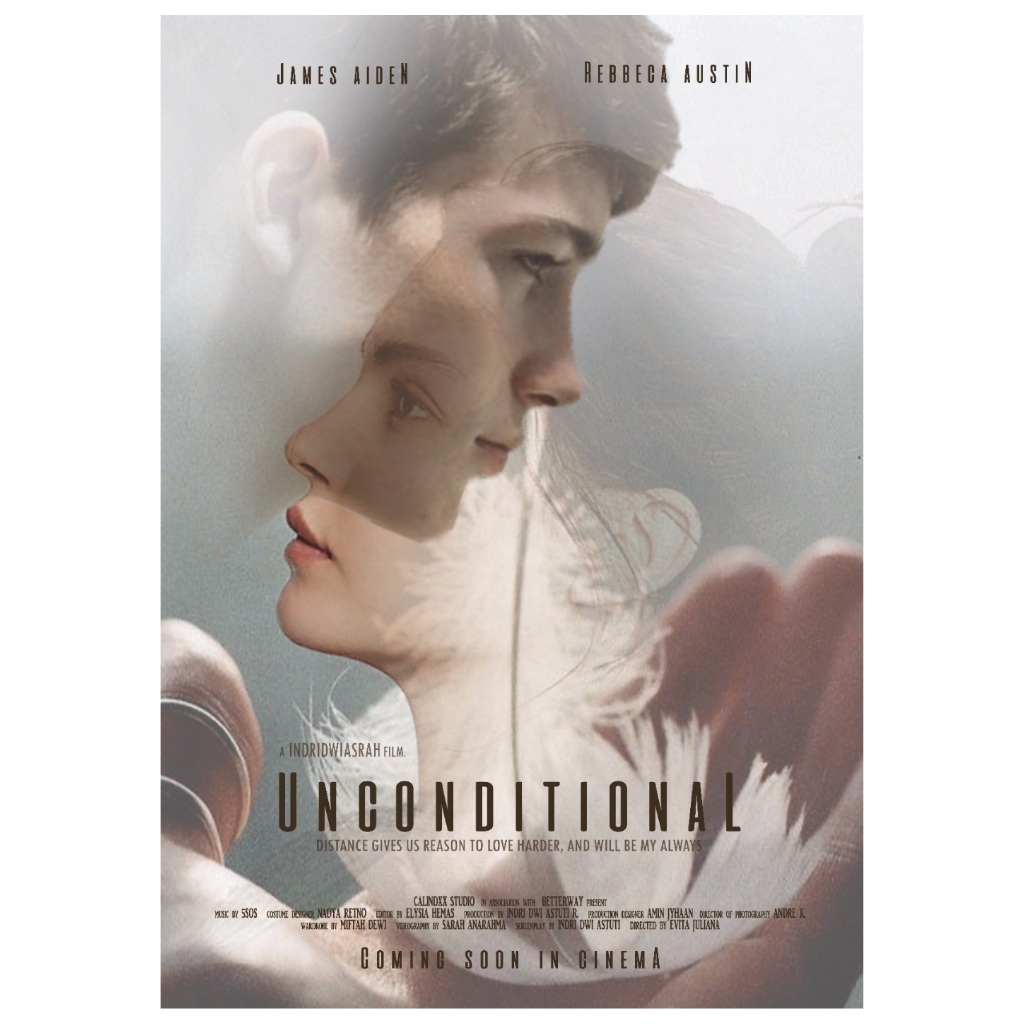 JAMES AIDEN
REBBECA AUSTIN
A INDRIDWIASRAH FILM.
UNCONDITIONAL
DISTANCE GIVES US REASON TO LOVE HARDER, AND WILL BE MY ALWAYS
CALINDXX STUDIO IN ASSOCIATION WITH BETTERWAY PRESENT
MUSIC BY 5SOS COSTUME DESIGNER NADYA RETNO EDITOR BY ELYSIA HEMAS PRODUCTION BY INDRI DWI ASTUTI R. PRODUCTION DESIGNER AMIN JYHAAN DIRECTOR OF PHOTOGRAPHY ANDRE K.
WARDROBE BY MIFTAH DEWI VIDEOGRAPHY BY SARAH ANARAHMA SCREENPLAY BY INDRI DWI ASTUTI DIRECTED BY EVITA JULIANA
COMING SOON IN CINEMA